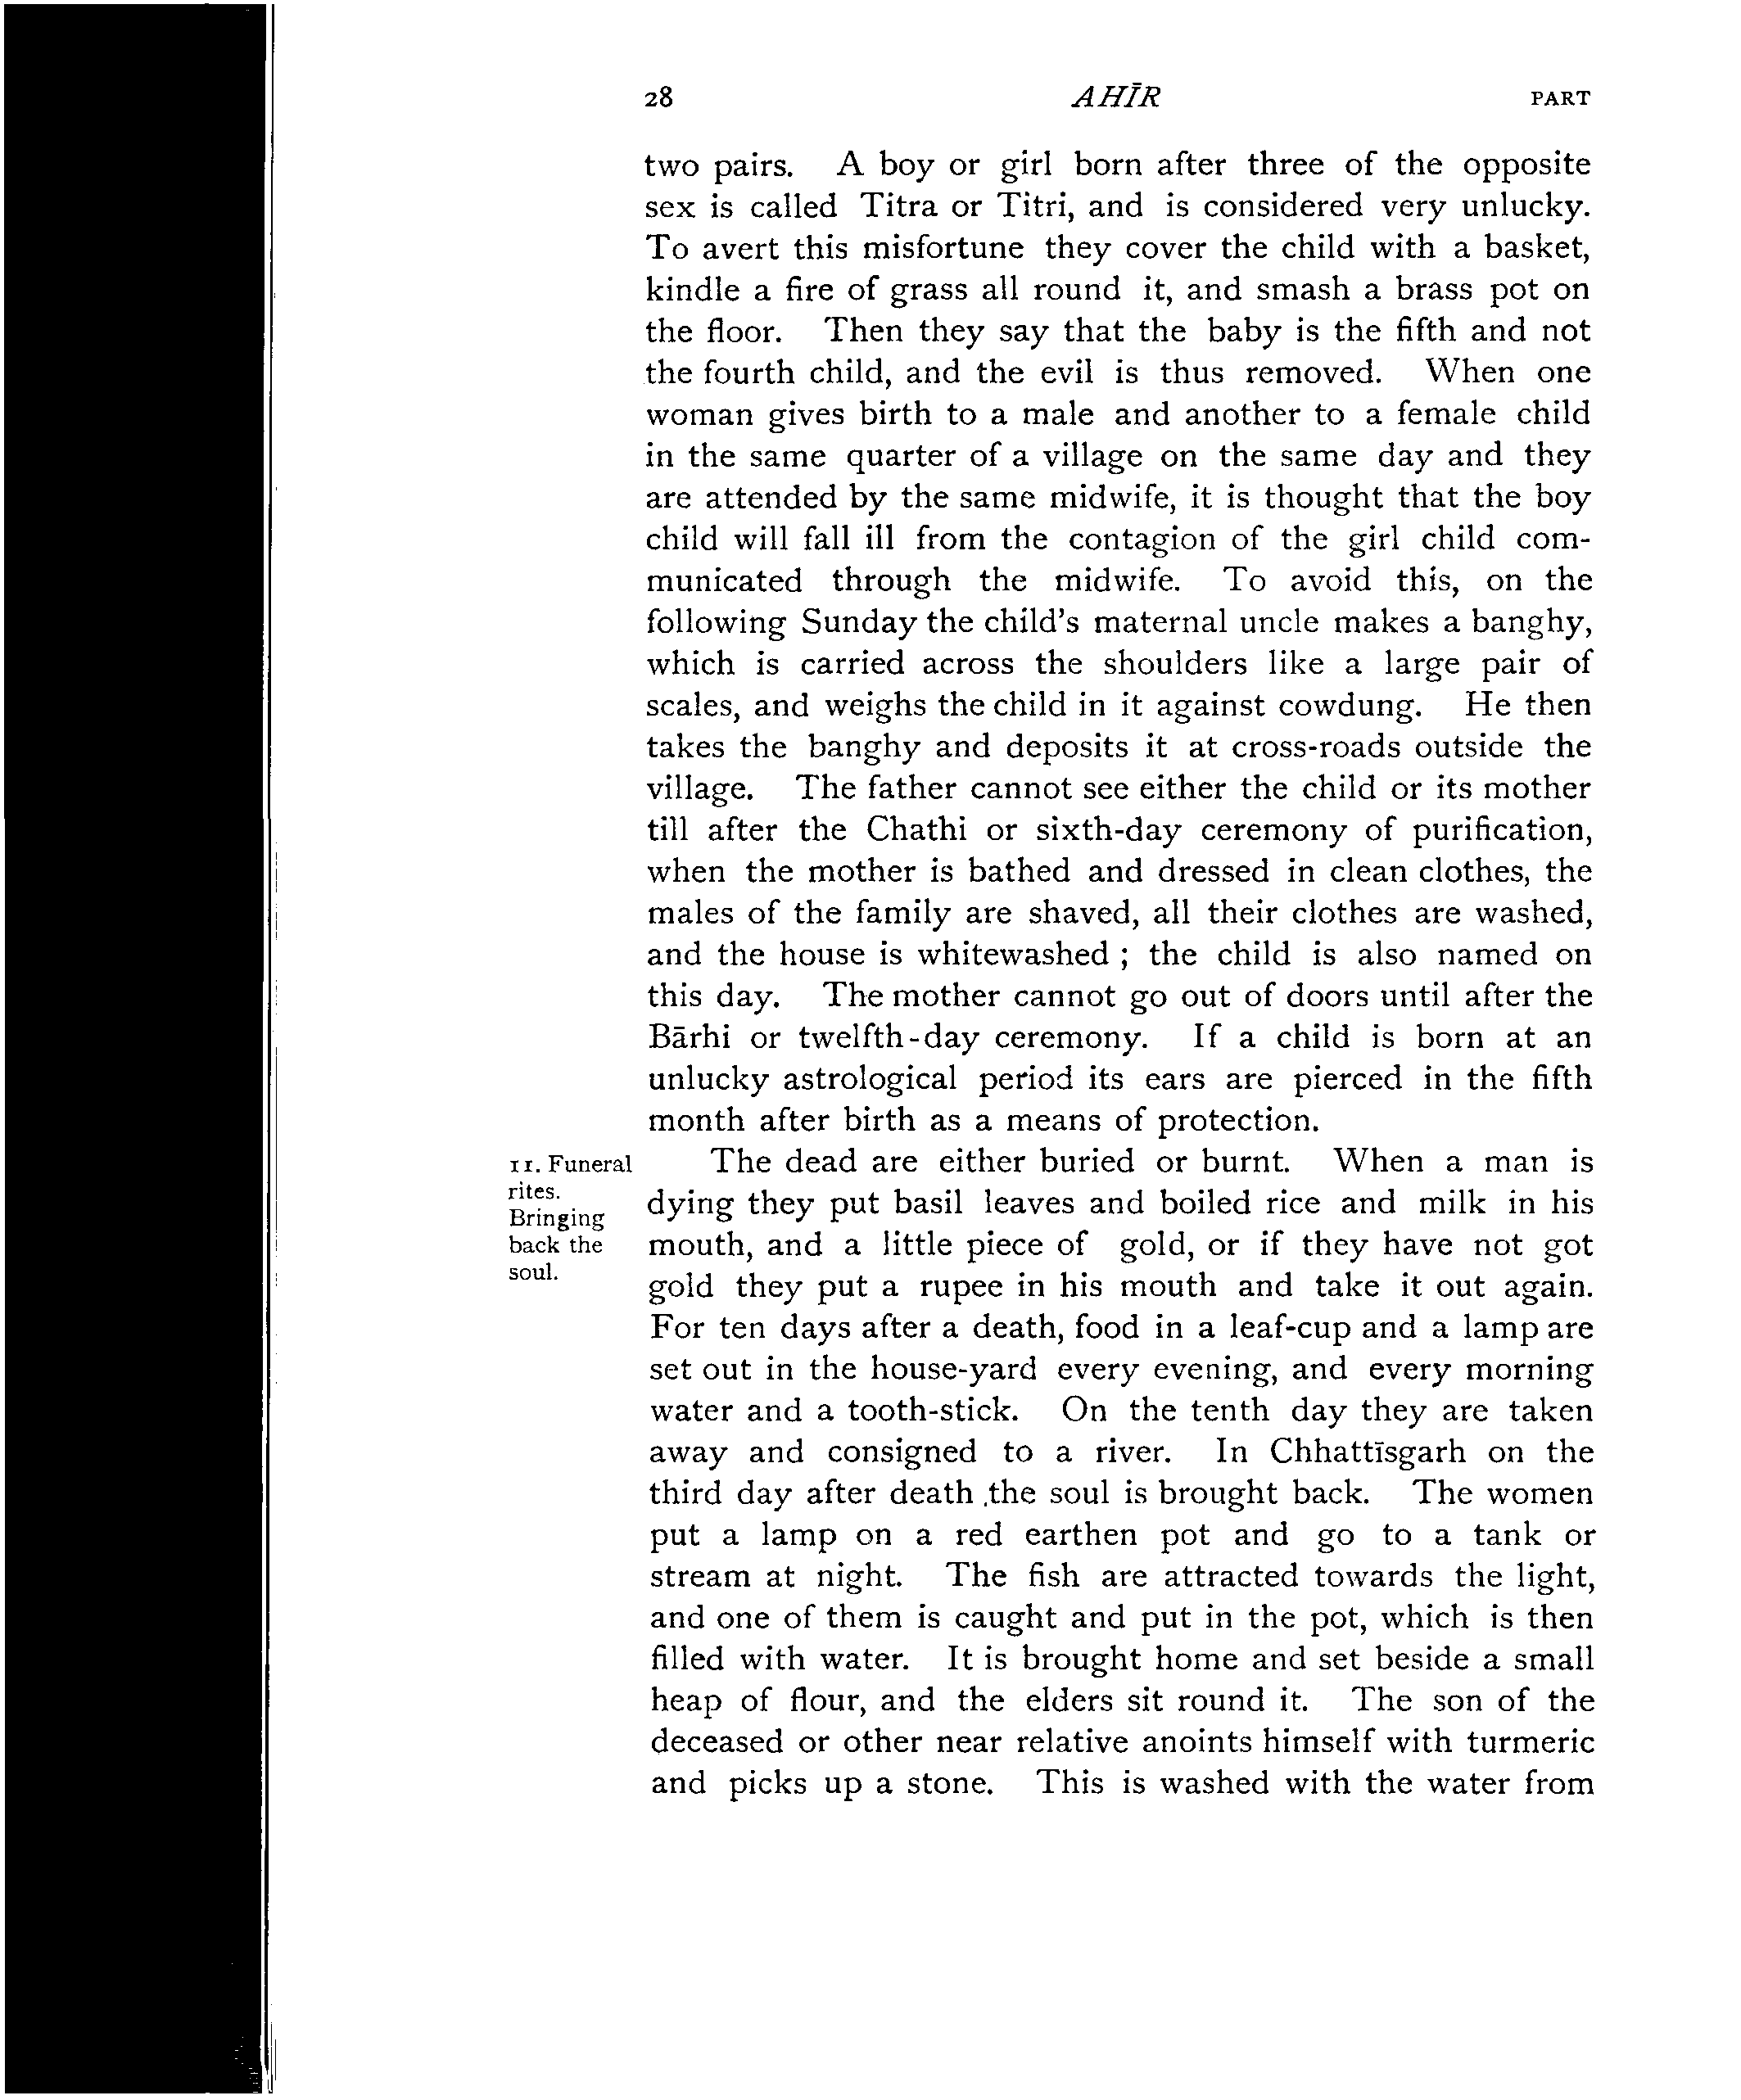 28 AHĪR PART
two pairs. A boy or girl born after three of the opposite
sex is called Titra or Titri, and is considered very unlucky.
To avert this misfortune they cover the child with a basket,
kindle a fire of grass all round it, and smash a brass pot on
the floor. Then they say that the baby is the fifth and not
the fourth child, and the evil is thus removed. When one
woman gives birth to a male and another to a female child
in the same quarter of a village on the same day and they
are attended by the same midwife, it is thought that the boy
child will fall ill from the contagion of the girl child com-
municated through the midwife. To avoid this, on the
following Sunday the child's maternal uncle makes a banghy,
which is carried across the shoulders like a large pair of
scales, and weighs the child in it against cowdung. He then
takes the banghy and deposits it at cross-roads outside the
village. The father cannot see either the child or its mother
till after the Chathi or sixth-day ceremony of purification,
when the mother is bathed and dressed in clean clothes, the
males of the family are shaved, all their clothes are washed,
and the house is whitewashed ; the child is also named on
this day. The mother cannot go out of doors until after the
Bārhi or twelfth-day ceremony. If a child is born at an
unlucky astrological period its ears are pierced in the fifth
month after birth as a means of protection.
11. Funeral
rites.
Bringing
back the
soul.
The dead are either buried or burnt. When a man is
dying they put basil leaves and boiled rice and milk in his
mouth, and a little piece of gold, or if they have not got
gold they put a rupee in his mouth and take it out again.
For ten days after a death, food in a leaf-cup and a lamp are
set out in the house-yard every evening, and every morning
water and a tooth-stick. On the tenth day they are taken
away and consigned to a river. In Chhattīsgarh on the
third day after death the soul is brought back. The women
put a lamp on a red earthen pot and go to a tank or
stream at night. The fish are attracted towards the light,
and one of them is caught and put in the pot, which is then
filled with water. It is brought home and set beside a small
heap of flour, and the elders sit round it. The son of the
deceased or other near relative anoints himself with turmeric
and picks up a stone. This is washed with the water from